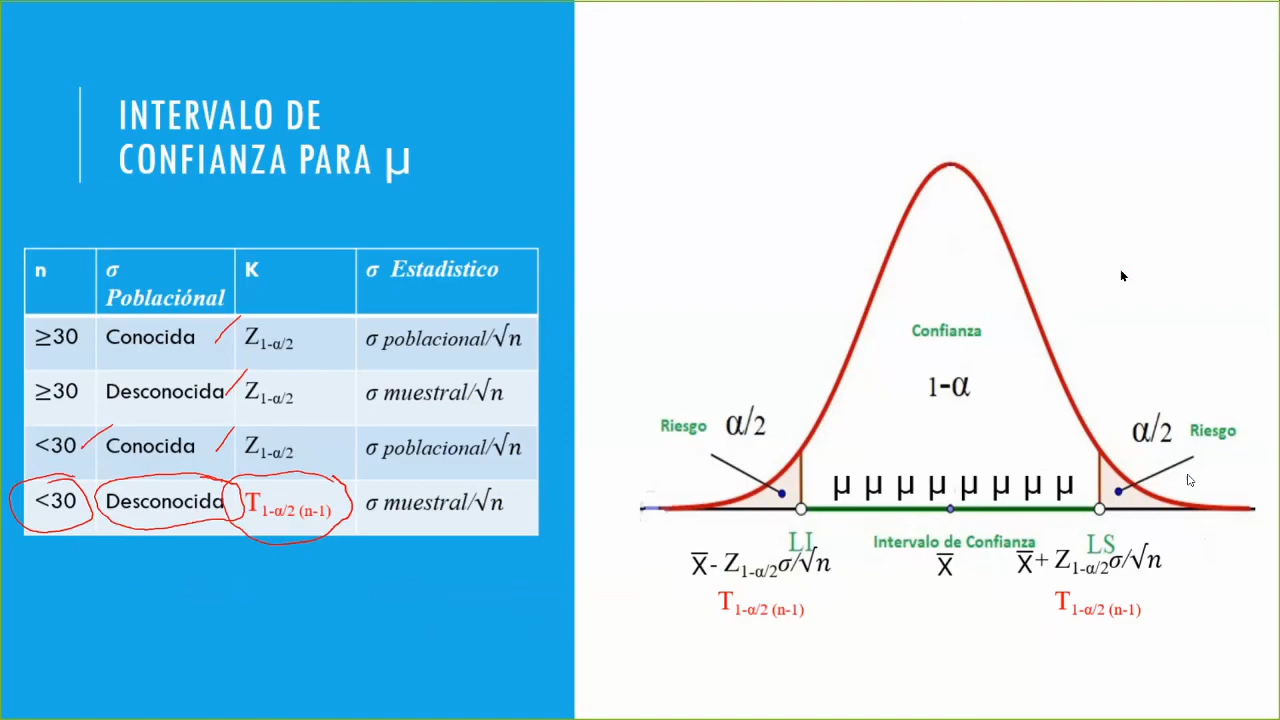 INTERVALO DE
CONFIANZA PARA μ
n σ Poblaciónal K σ Estadistico
≥30 Conocida Z1-α/2 σ poblacional/√n
≥30 Desconocida Z1-α/2 σ muestral/√n
<30 Conocida Z1-α/2 σ poblacional/√n
<30 Desconocida T1-α/2 (n-1) σ muestral/√n
Confianza
1-α
Riesgo α/2
α/2 Riesgo
μ μ μ μ μ μ μ μ
LI Intervalo de Confianza LS
X̅- Z1-α/2σ/√n X̅ X̅+ Z1-α/2σ/√n
T1-α/2 (n-1) T1-α/2 (n-1)